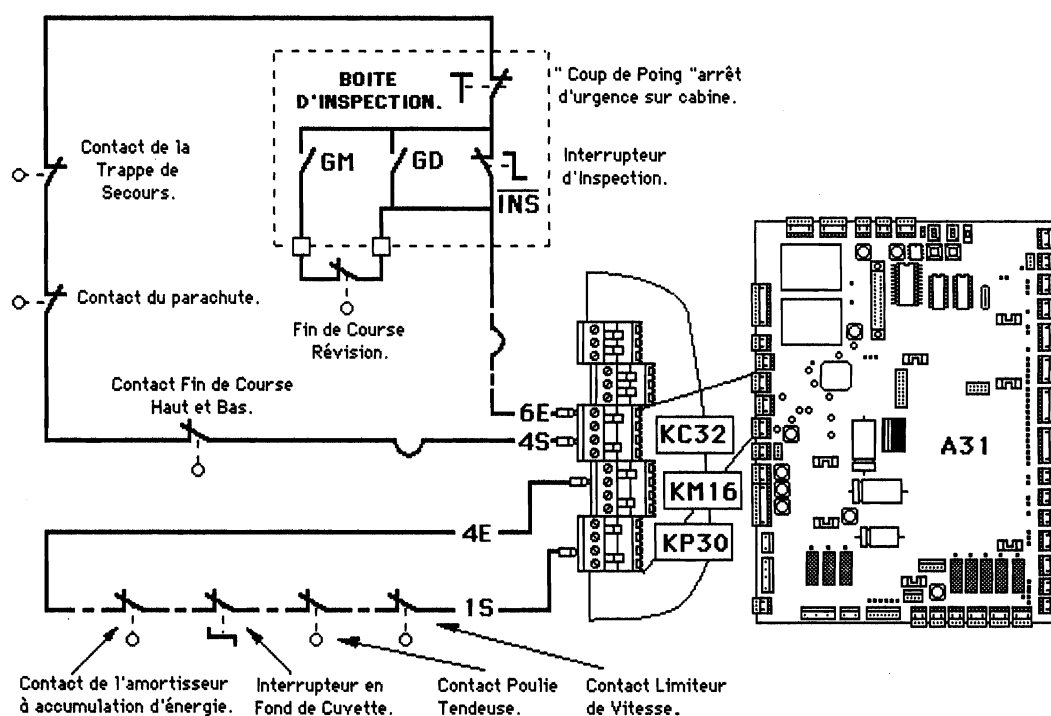 BOITE
D'INSPECTION.
" Coup de Poing "arrêt
d'urgence sur cabine.
Contact de la
Trappe de
Secours.
GM
GD
INS
Interrupteur
d'Inspection.
Contact du parachute.
Fin de Course
Révision.
Contact Fin de Course
Haut et Bas.
6E
4S
KC32
A31
KM16
4E
KP30
1S
Contact de l'amortisseur
à accumulation d'énergie.
Interrupteur en
Fond de Cuvette.
Contact Poulie
Tendeuse.
Contact Limiteur
de Vitesse.